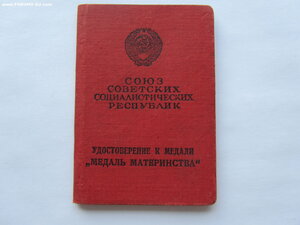 СОЮЗ
СОВЕТСКИХ
СОЦИАЛИСТИЧЕСКИХ
РЕСПУБЛИК
УДОСТОВЕРЕНИЕ К МЕДАЛИ
„МЕДАЛЬ МАТЕРИНСТВА"